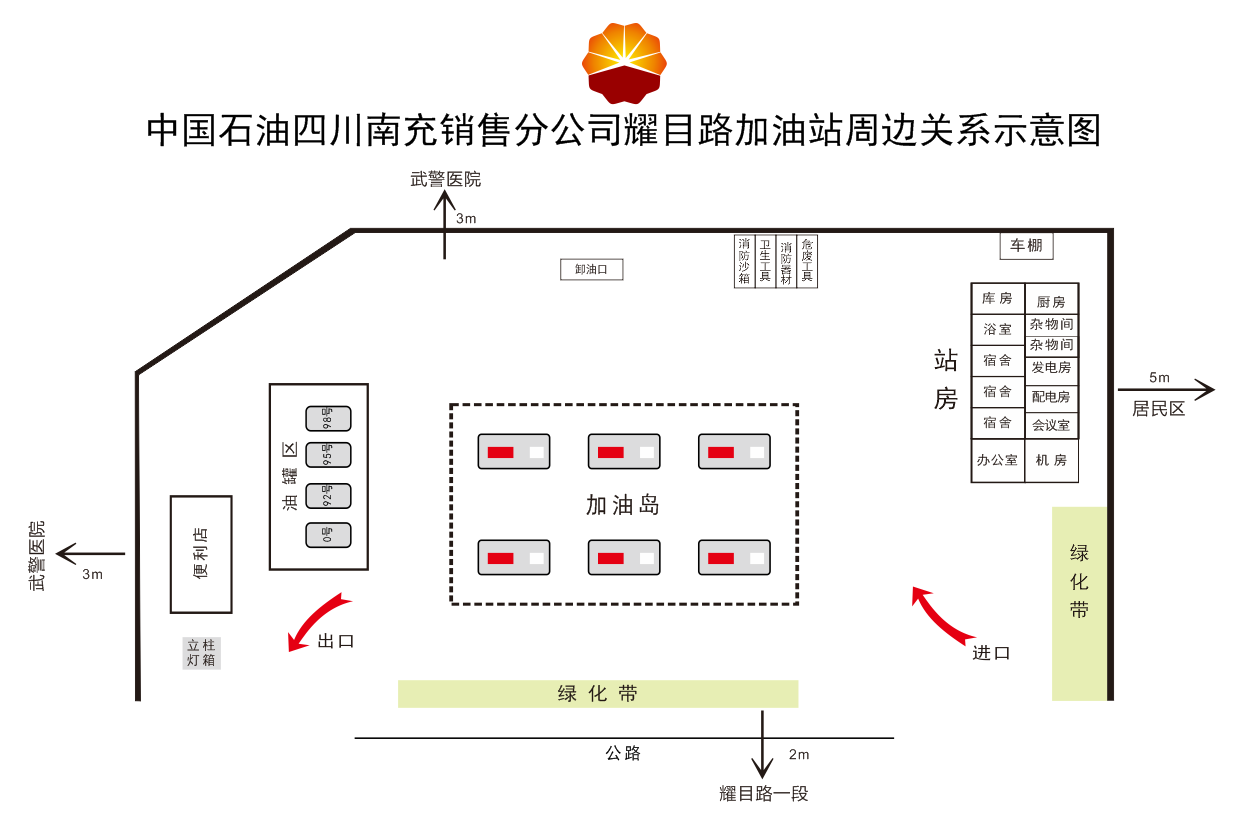 中国石油四川南充销售分公司耀目路加油站周边关系示意图
武警医院
3m
卸油口
消防沙箱
卫生工具
消防器材
危废工具
车棚
站房
库房
厨房
浴室
杂物间
宿舍
杂物间
宿舍
发电房
宿舍
配电房
会议室
办公室
机房
5m
居民区
油罐区
98号
95号
92号
0号
加油岛
便利店
武警医院
3m
立柱
灯箱
出口
进口
绿化带
绿化带
公路
2m
耀目路一段